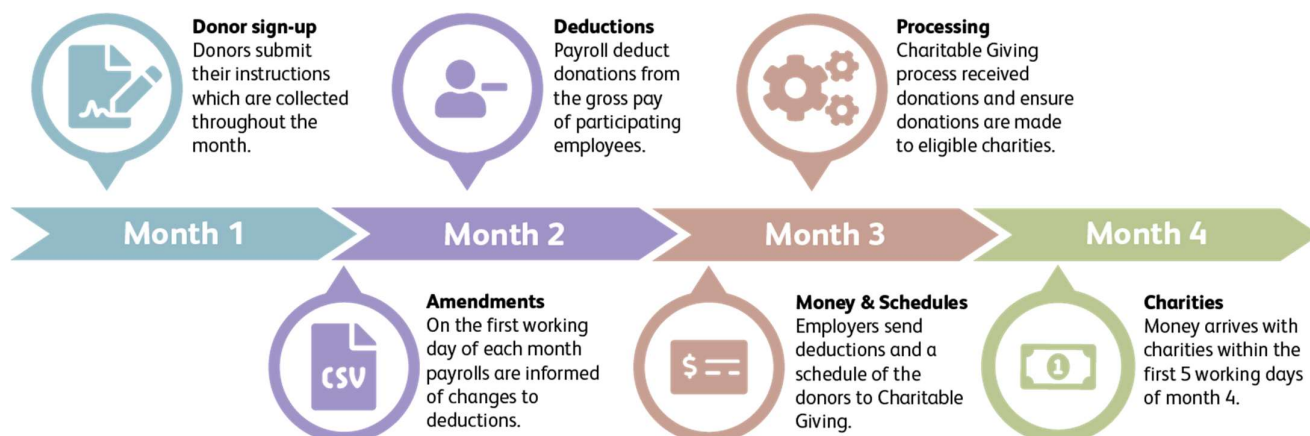 Donor sign-up
Donors submit
their instructions
which are collected
throughout the
month.
Deductions
Payroll deduct
donations from
the gross pay
of participating
employees.
Processing
Charitable Giving
process received
donations and ensure
donations are made
to eligible charities.
Month 1
Month 2
Month 3
Month 4
CSV
Amendments
On the first working
day of each month
payrolls are informed
of changes to
deductions.
$
Money & Schedules
Employers send
deductions and a
schedule of the
donors to Charitable
Giving.
1
Charities
Money arrives with
charities within the
first 5 working days
of month 4.